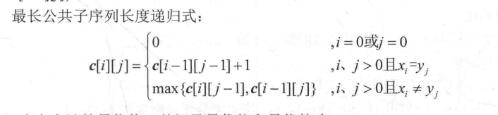 最长公共子序列长度递归式：
0 ,i=0或j=0
c[i][j]= c[i-1][j-1]+1 ,i、j>0且xᵢ=yⱼ
max{c[i][j-1],c[i-1][j]} ,i、j>0且xᵢ≠yⱼ